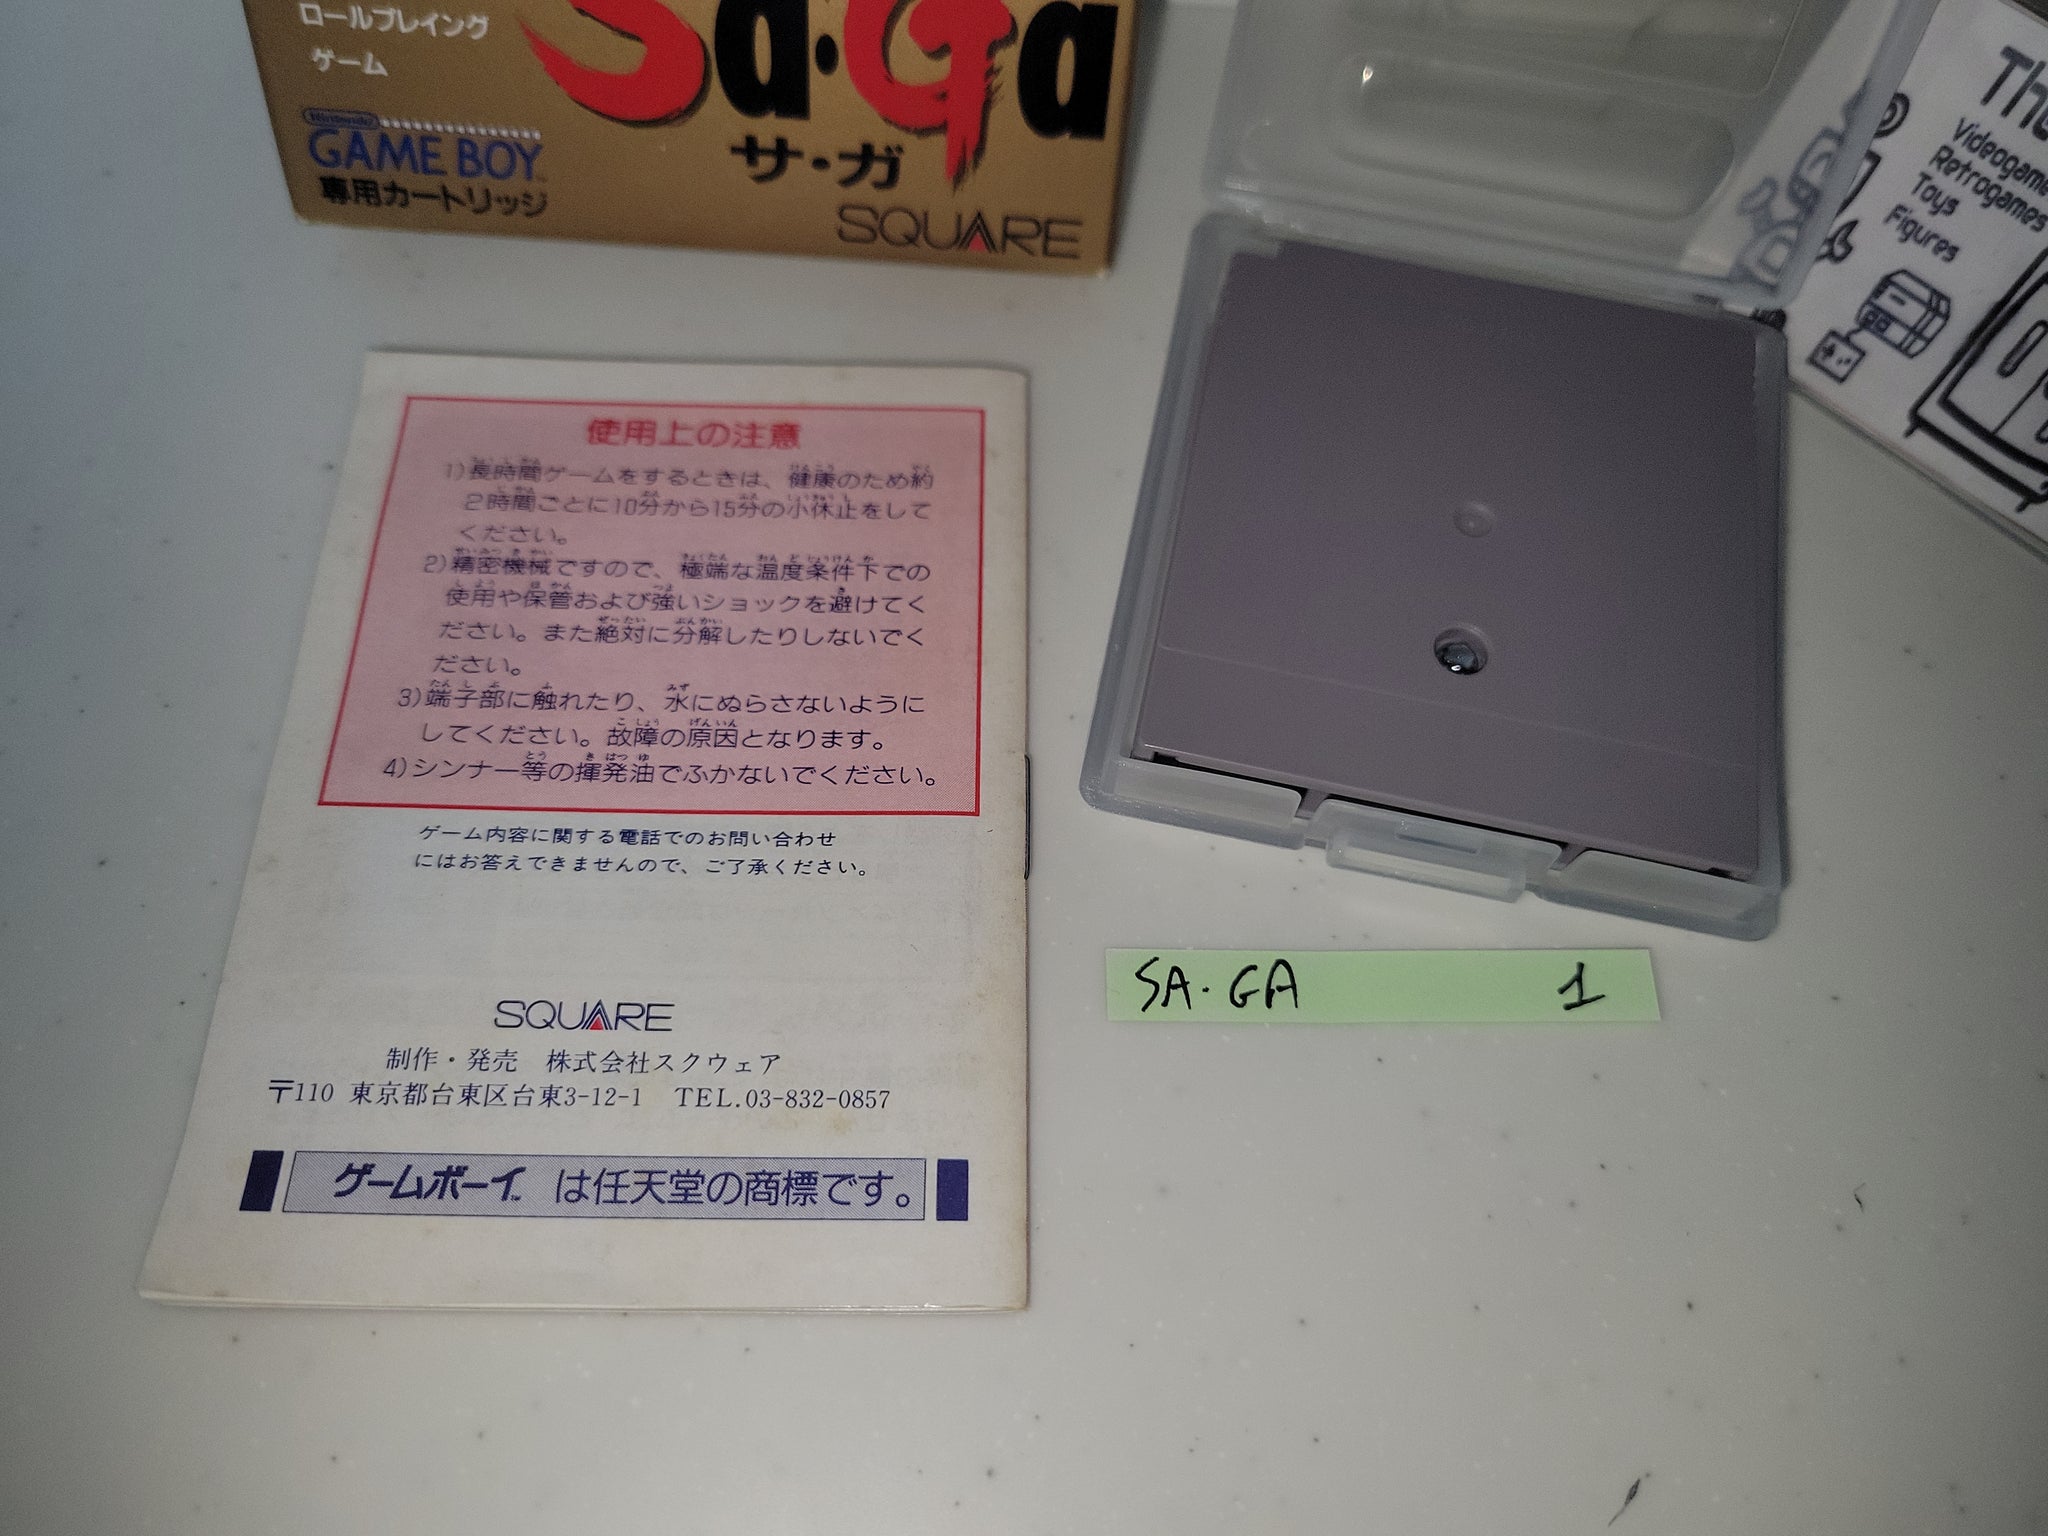 ロールプレイング
ゲーム
Sa・Ga
サ・ガ
Nintendo
GAME BOY
専用カートリッジ
SQUARE
Videogame
Retrogames
Toys
Figures
使用上の注意
1)長時間ゲームをするときは、健康のため約
2時間ごとに10分から15分の小休止をして
ください。
2)精密機械ですので、極端な温度条件下での
使用や保管および強いショックを避けてく
ださい。また絶対に分解したりしないでく
ださい。
3)端子部に触れたり、水にぬらさないように
してください。故障の原因となります。
4)シンナー等の揮発油でふかないでください。
ゲーム内容に関する電話でのお問い合わせ
にはお答えできませんので、ご了承ください。
SQUARE
制作・発売 株式会社スクウェア
〒110 東京都台東区台東3-12-1 TEL.03-832-0857
ゲームボーイ™ は任天堂の商標です。
SA・GA 1